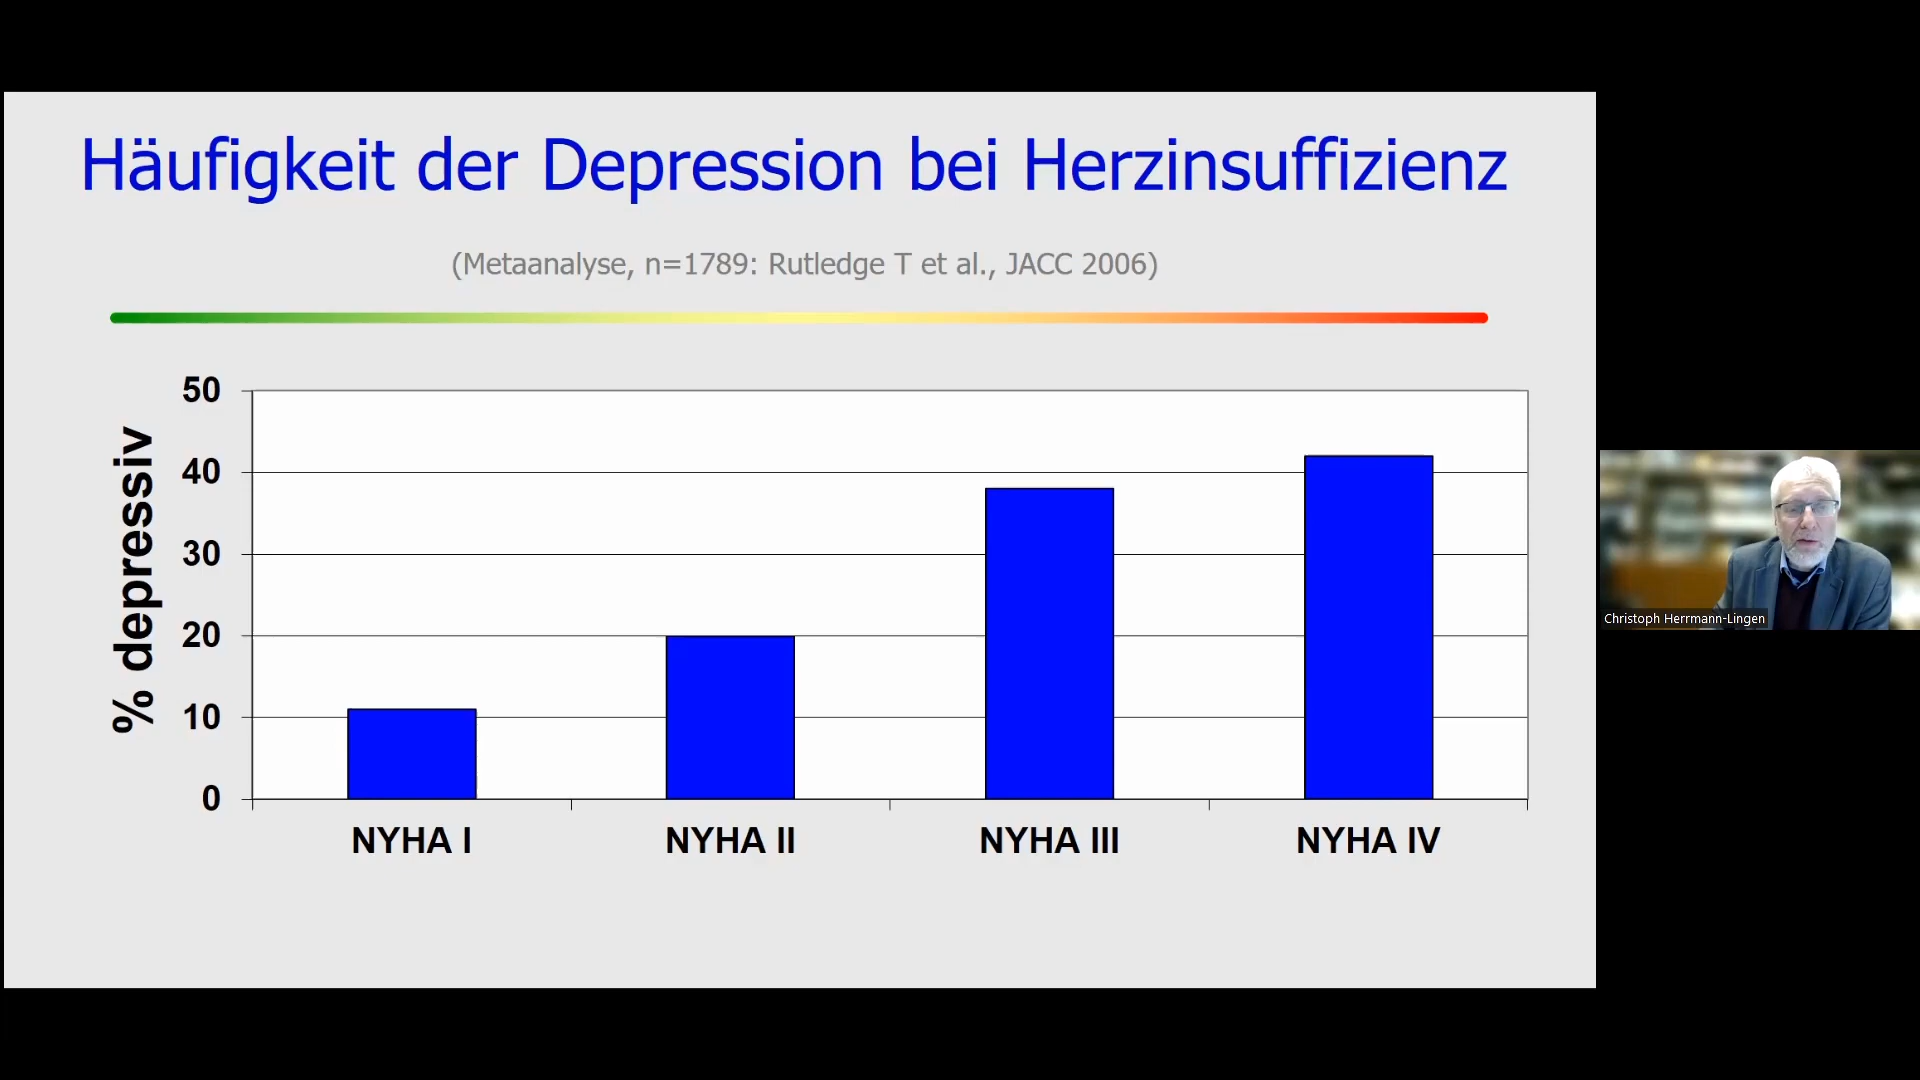 Häufigkeit der Depression bei Herzinsuffizienz
(Metaanalyse, n=1789: Rutledge T et al., JACC 2006)
% depressiv
50
40
30
20
10
0
NYHA I
NYHA II
NYHA III
NYHA IV
Christoph Herrmann-Lingen